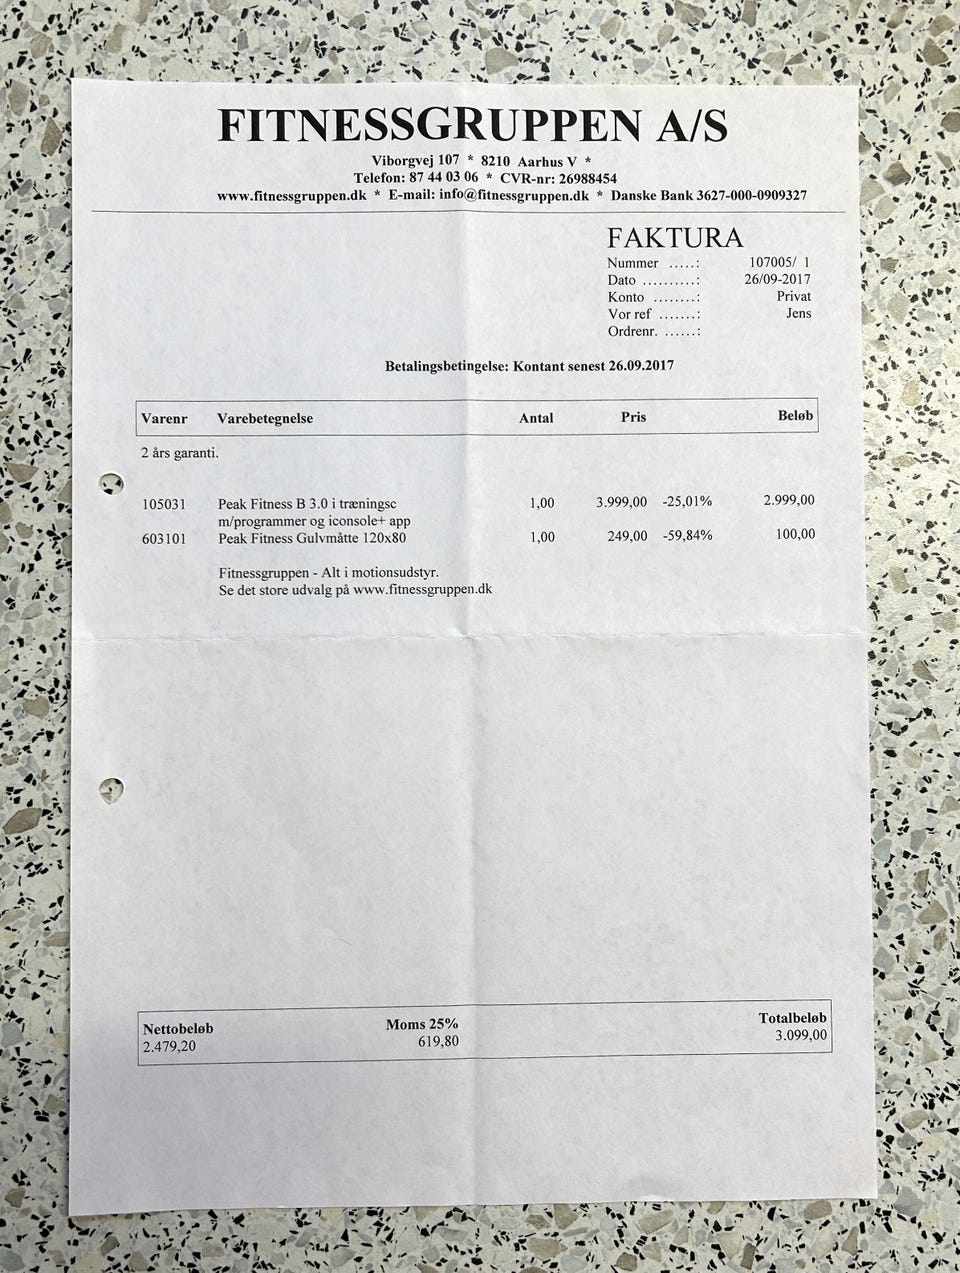 FITNESSGRUPPEN A/S
Viborgvej 107 * 8210 Aarhus V *
Telefon: 87 44 03 06 * CVR-nr: 26988454
www.fitnessgruppen.dk * E-mail: info@fitnessgruppen.dk * Danske Bank 3627-000-0909327
FAKTURA
Nummer .....: 107005/ 1
Dato ..........: 26/09-2017
Konto ........: Privat
Vor ref .......: Jens
Ordrenr. ......:
Betalingsbetingelse: Kontant senest 26.09.2017
Varenr Varebetegnelse Antal Pris Beløb
2 års garanti.
105031 Peak Fitness B 3.0 i træningsc 1,00 3.999,00 -25,01% 2.999,00
m/programmer og iconsole+ app
603101 Peak Fitness Gulvmåtte 120x80 1,00 249,00 -59,84% 100,00
Fitnessgruppen - Alt i motionsudstyr.
Se det store udvalg på www.fitnessgruppen.dk
Nettobeløb Moms 25% Totalbeløb
2.479,20 619,80 3.099,00